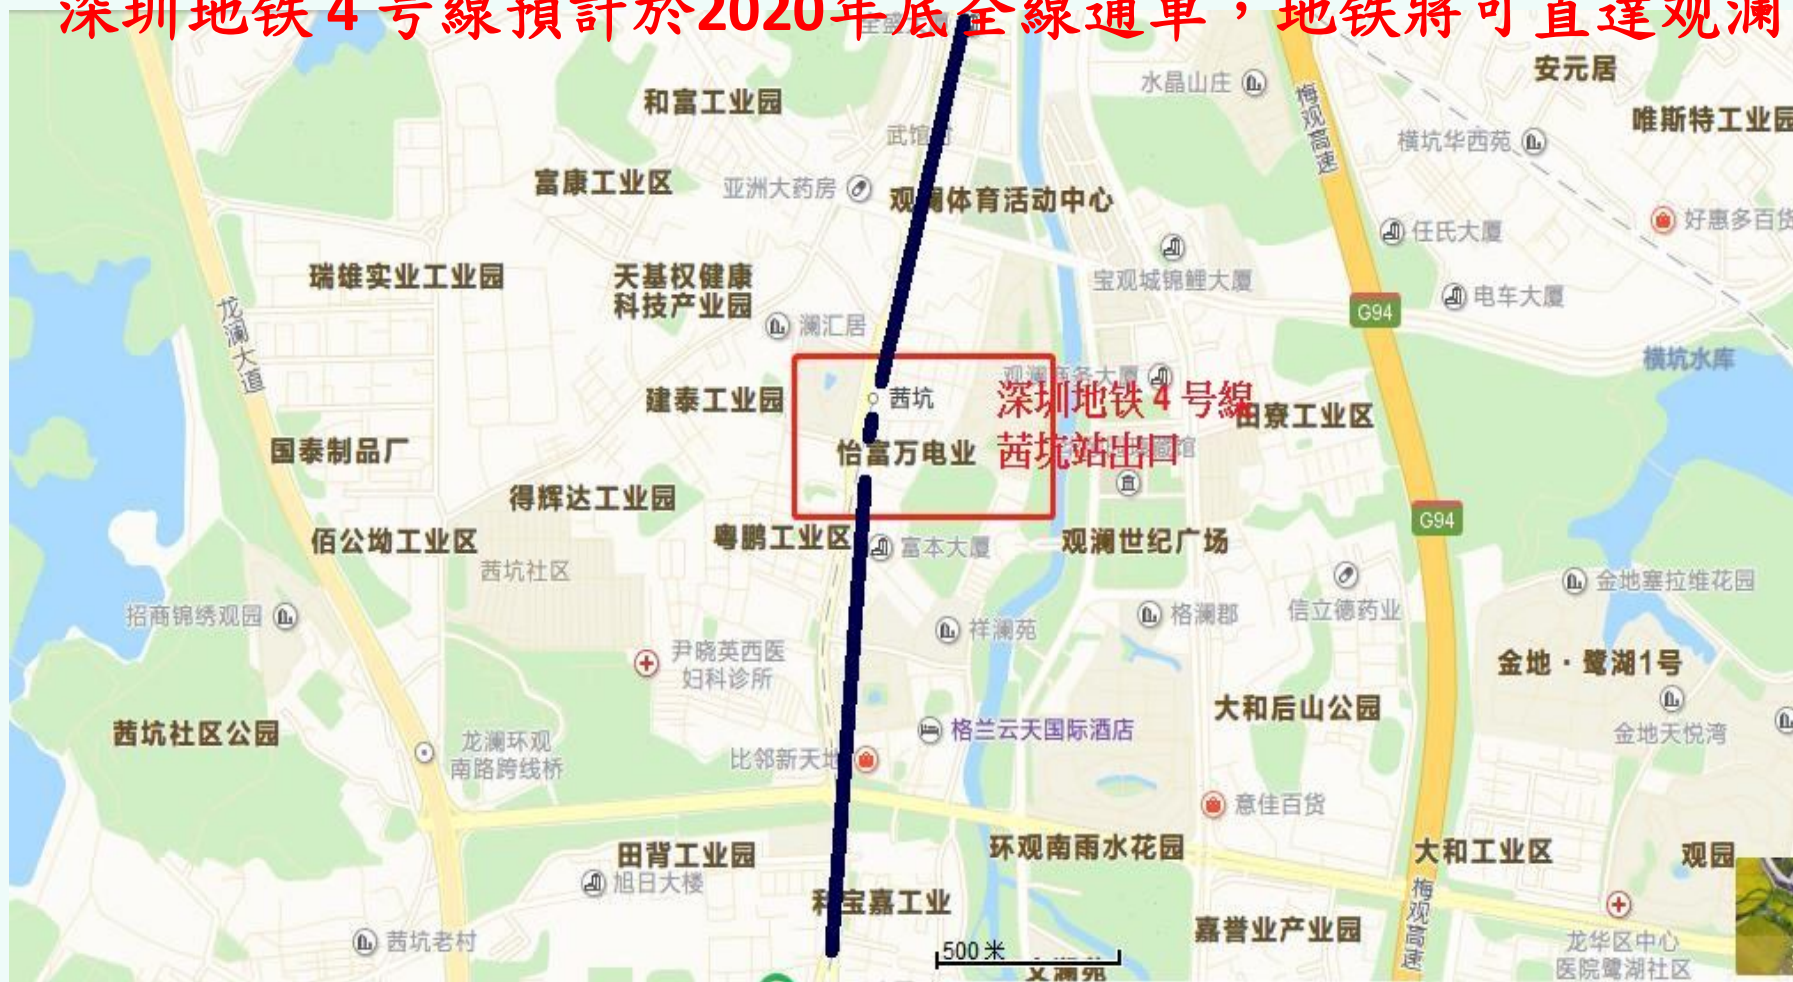 深圳地铁 4 号線預計於2020年底全線通車，地铁將可直達观澜
安元居
水晶山庄
和富工业园
梅观高速
唯斯特工业园
武馆
横坑华西苑
富康工业区
亚洲大药房
观澜体育活动中心
好惠多百货
任氏大厦
瑞雄实业工业园
天基权健康
科技产业园
宝观城锦鲤大厦
电车大厦
龙澜大道
澜汇居
G94
横坑水库
观澜商务大厦
建泰工业园
茜坑
深圳地铁 4 号線
茜坑站出口
田寮工业区
国泰制品厂
怡富万电业
得辉达工业园
G94
佰公坳工业区
粤鹏工业区
富本大厦
观澜世纪广场
茜坑社区
金地塞拉维花园
招商锦绣观园
祥澜苑
格澜郡
信立德药业
尹晓英西医
妇科诊所
金地·鹭湖1号
茜坑社区公园
大和后山公园
格兰云天国际酒店
金地天悦湾
龙澜环观
南路跨线桥
比邻新天地
意佳百货
田背工业园
环观南雨水花园
大和工业区
观园
旭日大楼
科宝嘉工业
梅观高速
嘉誉业产业园
茜坑老村
500米
龙华区中心
医院鹭湖社区